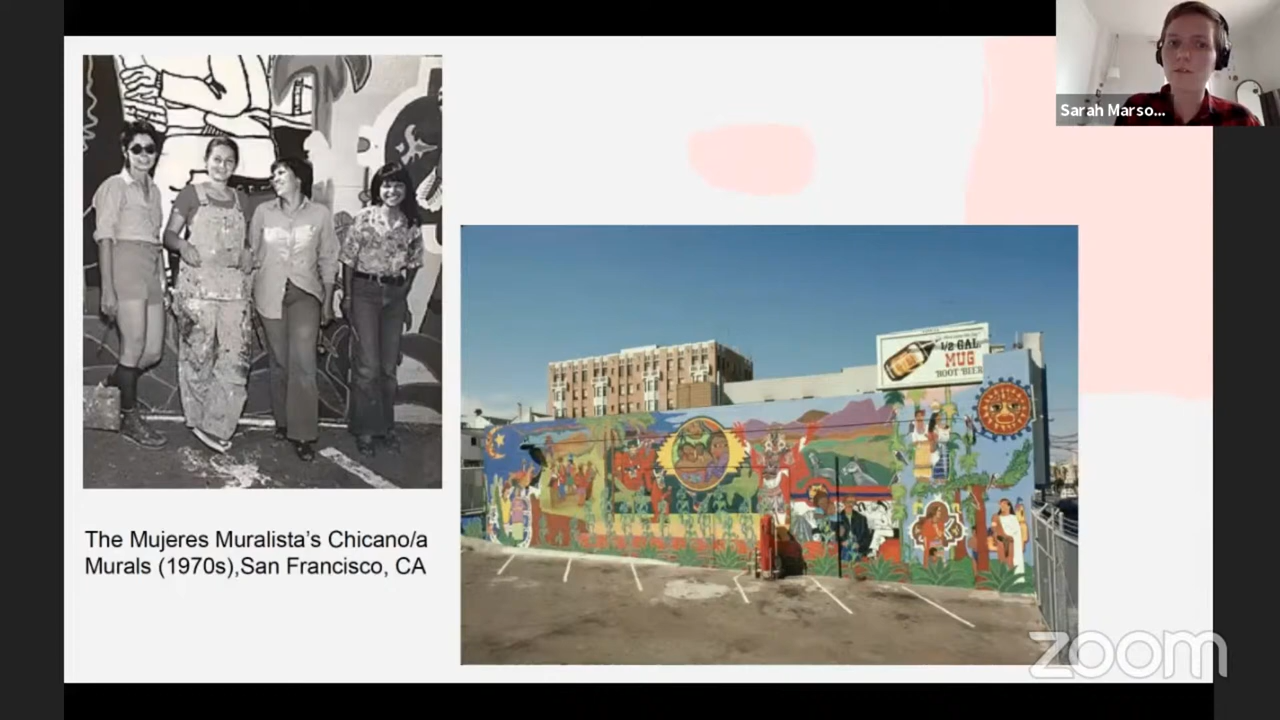 Sarah Marso...
1/2 GAL.
MUG
ROOT BEER
The Mujeres Muralista's Chicano/a
Murals (1970s),San Francisco, CA
zoom